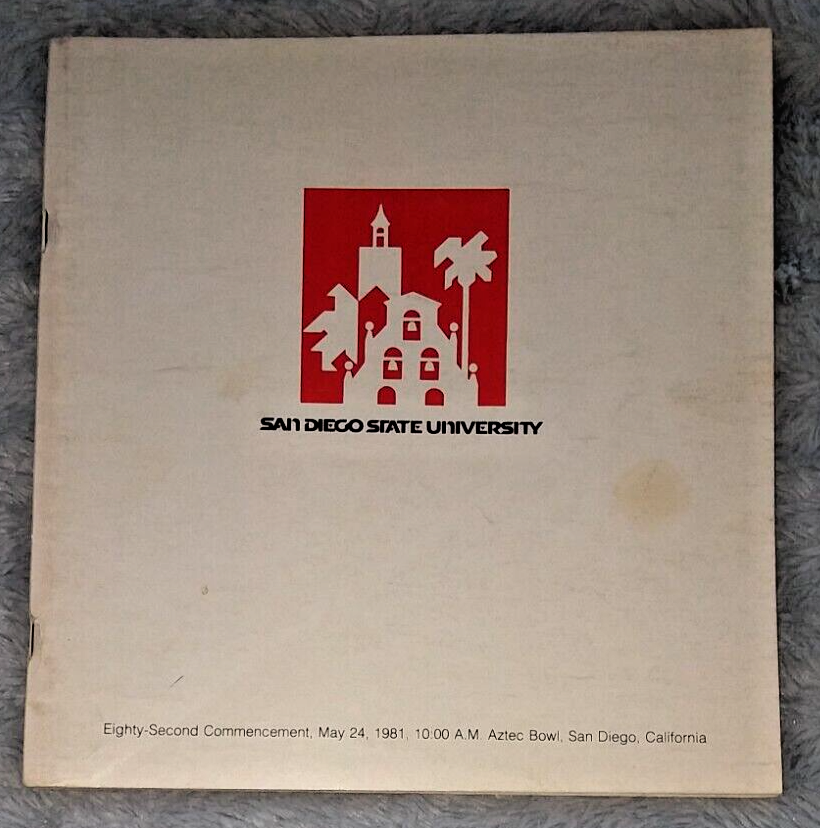 SAN DIEGO STATE UNIVERSITY
Eighty-Second Commencement, May 24, 1981, 10:00 A.M. Aztec Bowl, San Diego, California